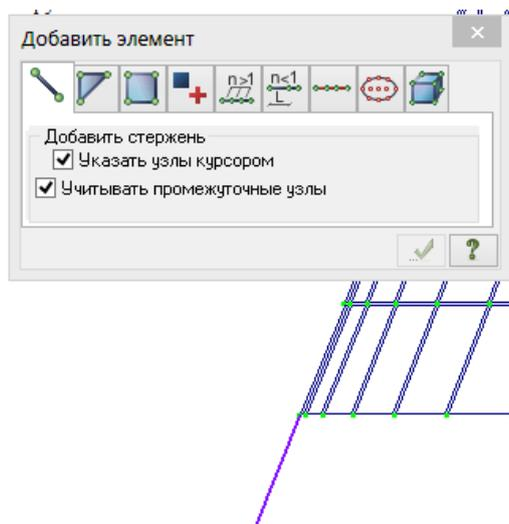 Добавить элемент
n>1
n<1
L
Добавить стержень
Указать узлы курсором
Учитывать промежуточные узлы
?